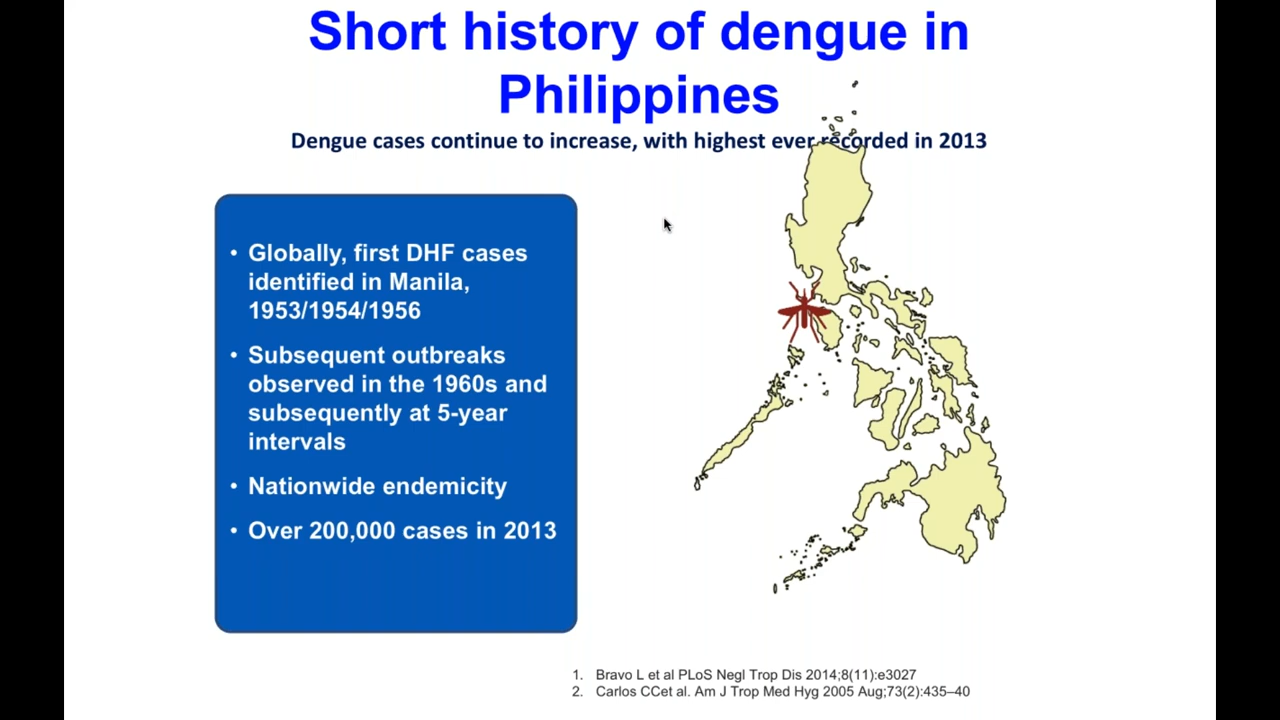 Short history of dengue in
Philippines
Dengue cases continue to increase, with highest ever recorded in 2013
• Globally, first DHF cases
identified in Manila,
1953/1954/1956
• Subsequent outbreaks
observed in the 1960s and
subsequently at 5-year
intervals
• Nationwide endemicity
• Over 200,000 cases in 2013
1. Bravo L et al PLoS Negl Trop Dis 2014;8(11):e3027
2. Carlos CCet al. Am J Trop Med Hyg 2005 Aug;73(2):435–40